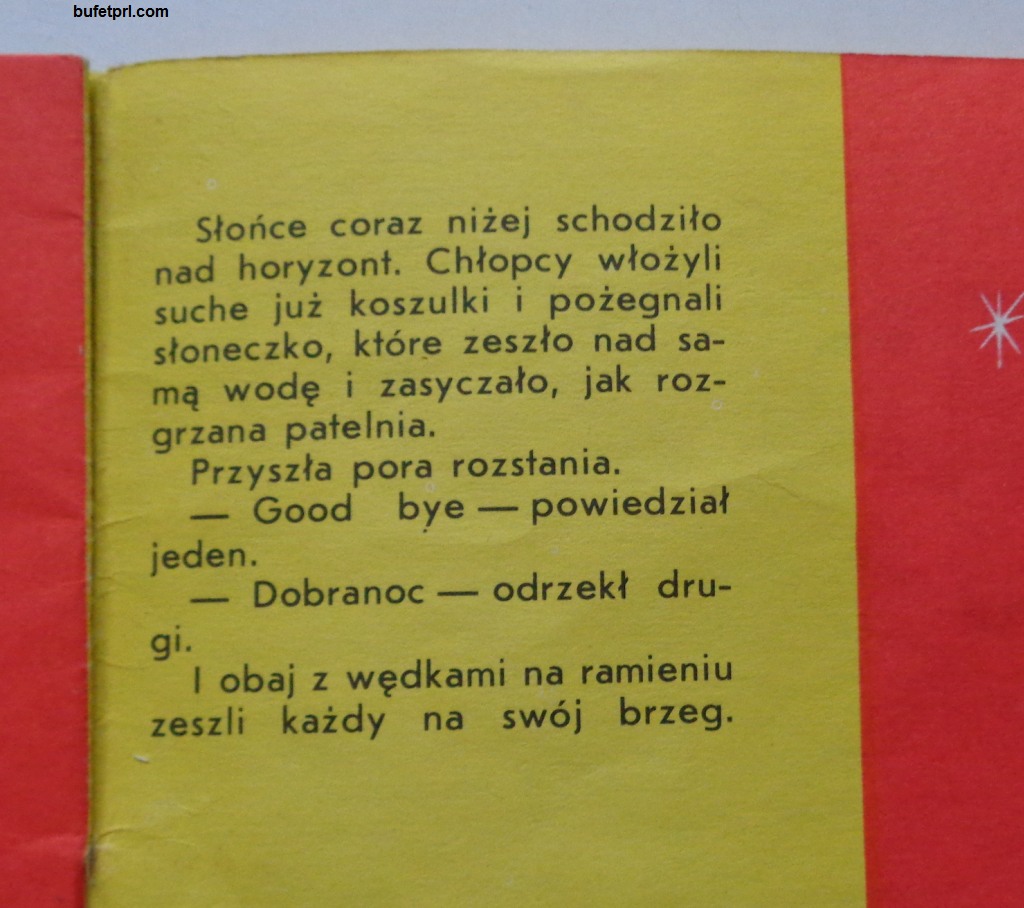 bufetprl.com
Słońce coraz niżej schodziło
nad horyzont. Chłopcy włożyli
suche już koszulki i pożegnali
słoneczko, które zeszło nad sa-
mą wodę i zasyczało, jak roz-
grzana patelnia.
Przyszła pora rozstania.
— Good bye — powiedział
jeden.
— Dobranoc — odrzekł dru-
gi.
I obaj z wędkami na ramieniu
zeszli każdy na swój brzeg.